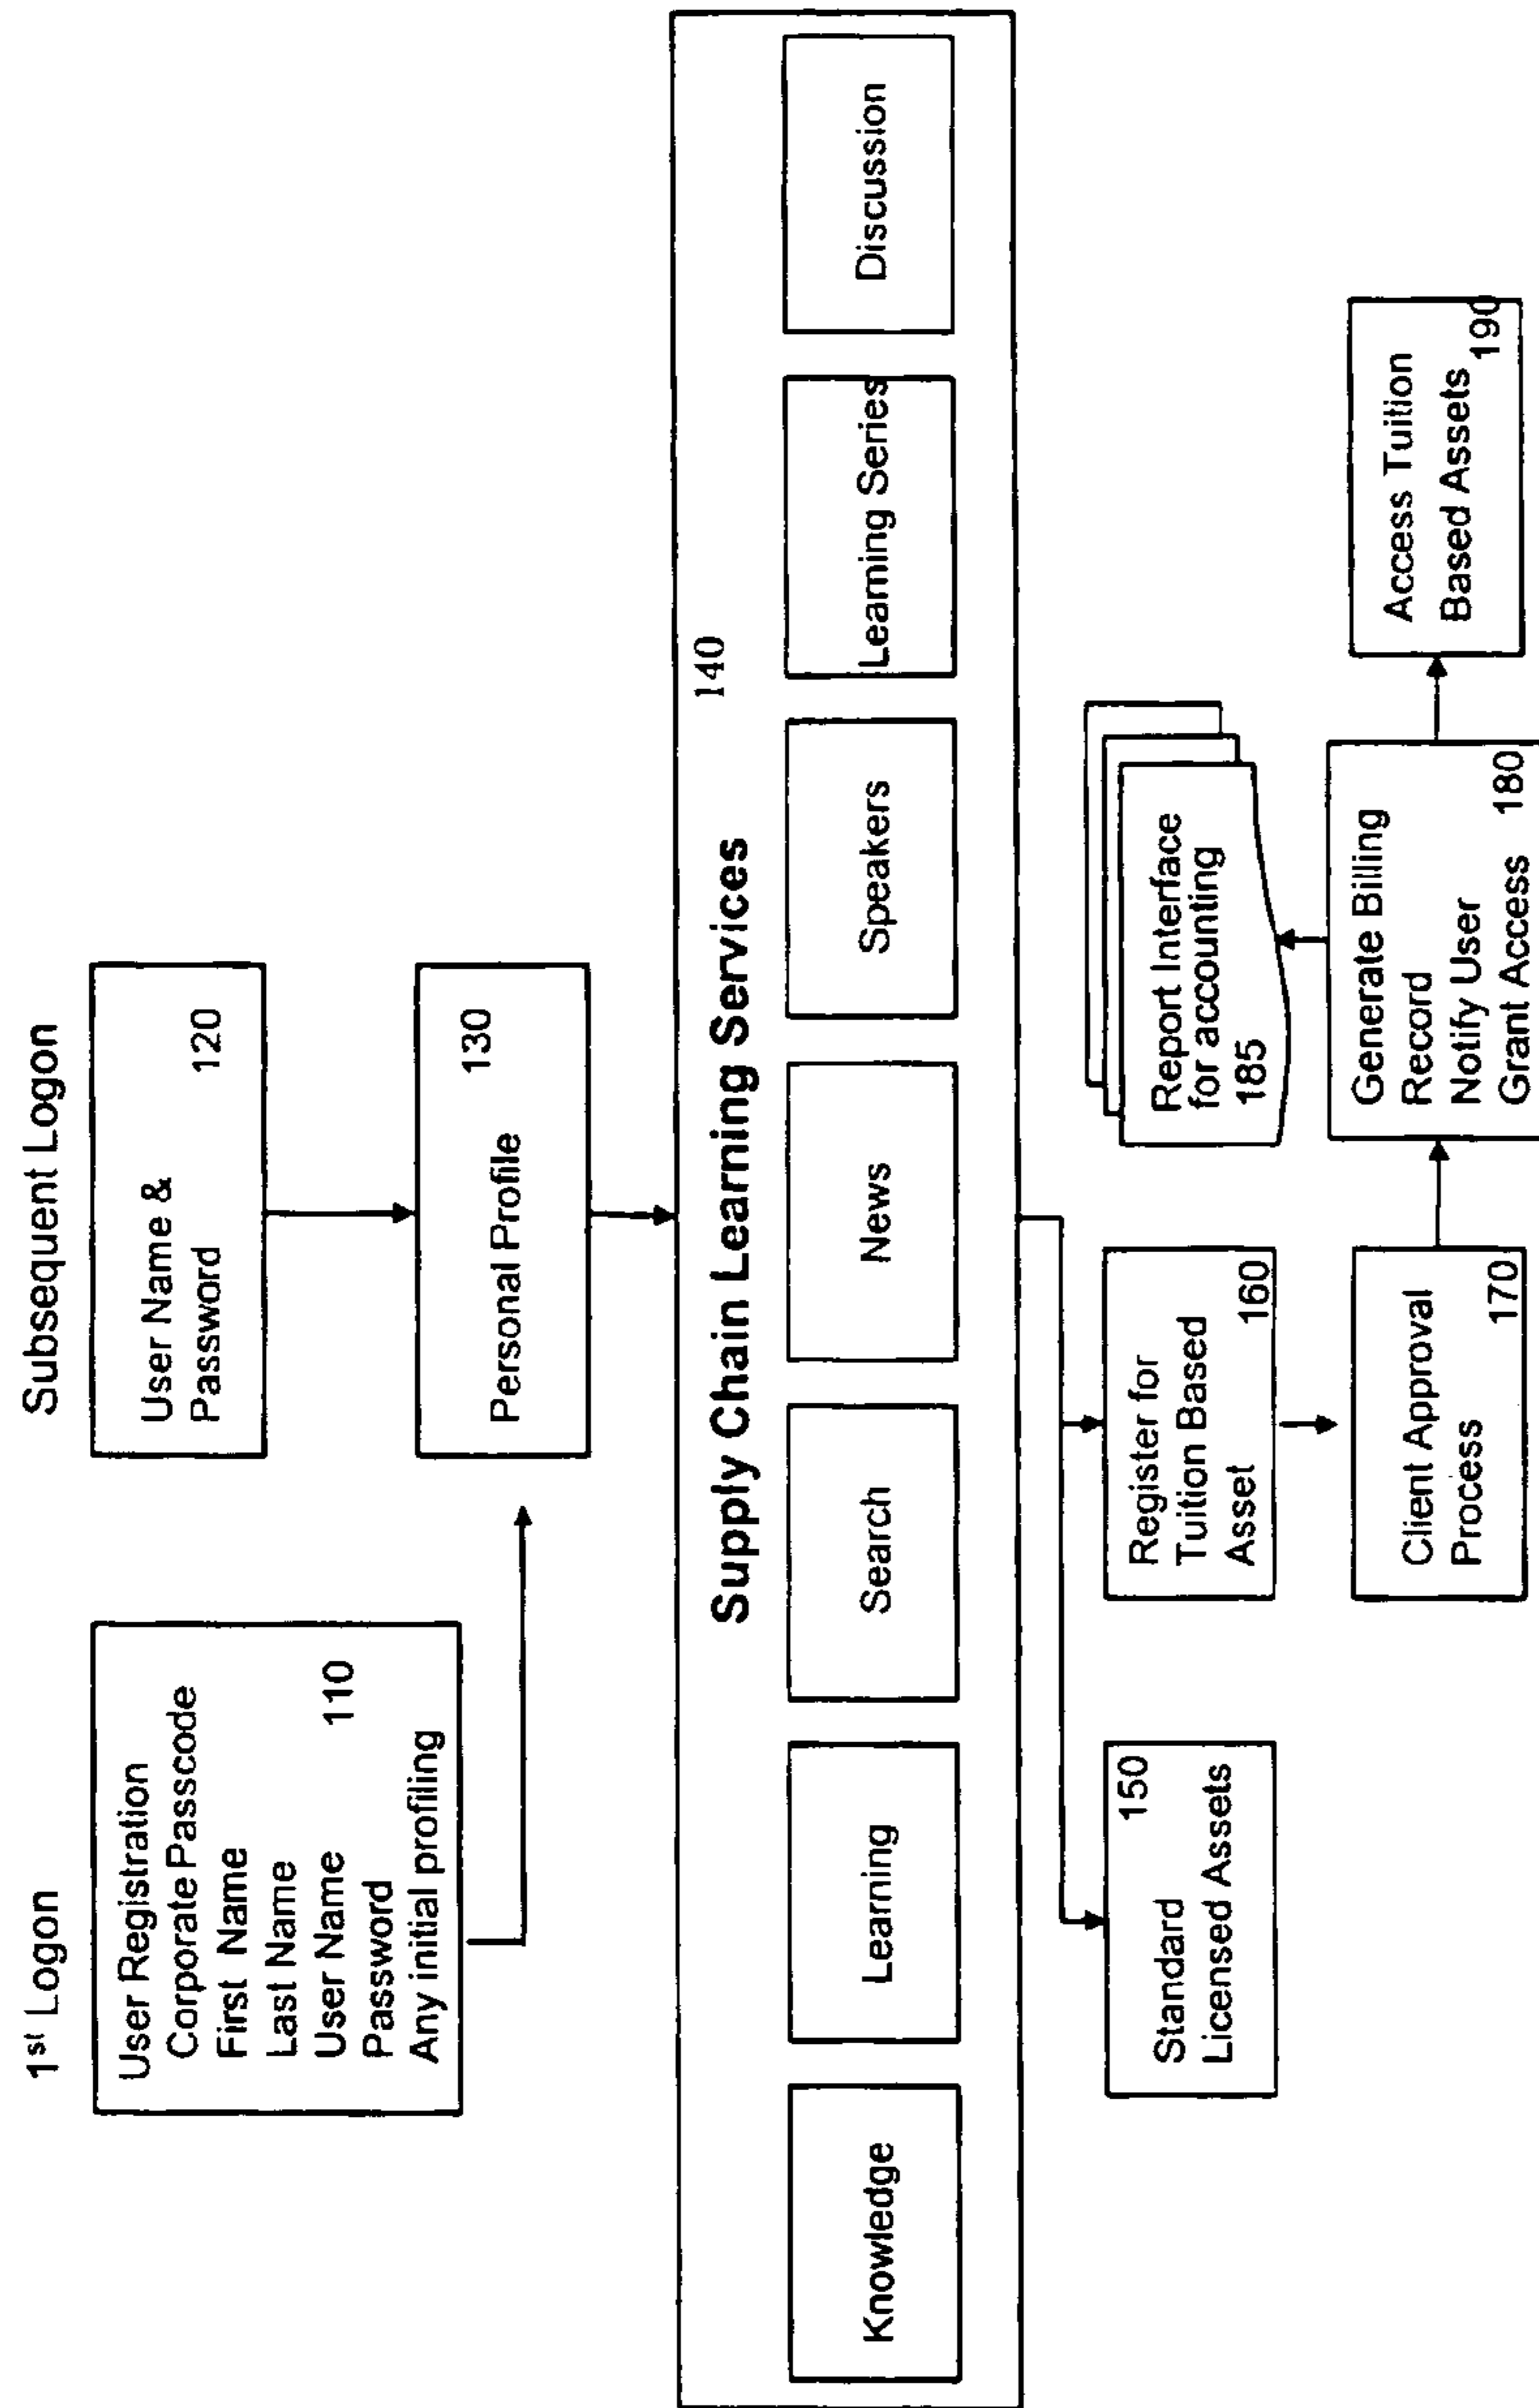 1st Logon
Subsequent Logon
User Registration
Corporate Passcode
First Name
Last Name
User Name 110
Password
Any initial profiling
User Name &
Password 120
Personal Profile 130
Supply Chain Learning Services 140
Knowledge
Learning
Search
News
Speakers
Learning Series
Discussion
150
Standard
Licensed Assets
Register for
Tuition Based
Asset 160
Client Approval
Process 170
Report Interface
for accounting
185
Generate Billing
Record
Notify User
Grant Access 180
Access Tuition
Based Assets 190